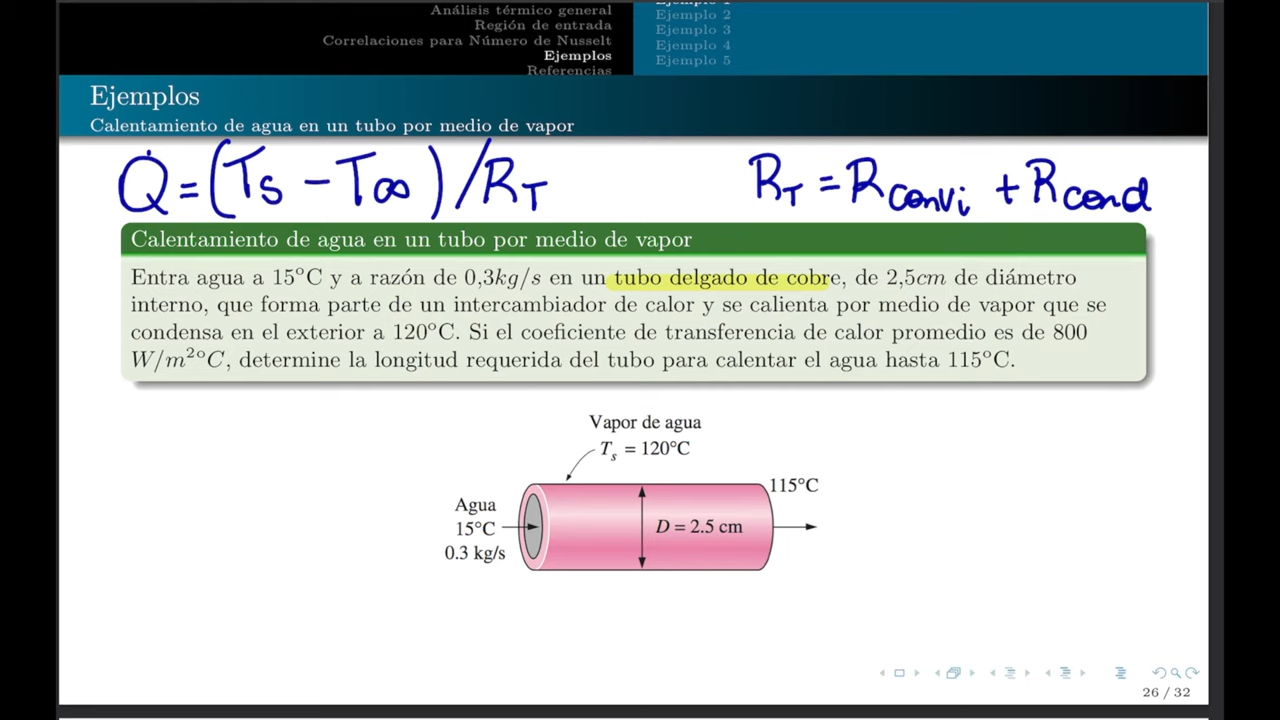 Análisis térmico general
Región de entrada
Correlaciones para Número de Nusselt
Ejemplos
Referencias
Ejemplo 1
Ejemplo 2
Ejemplo 3
Ejemplo 4
Ejemplo 5
Ejemplos
Calentamiento de agua en un tubo por medio de vapor
Q̇=(Ts - T∞)/RT
RT = Rconvi + Rcond
Calentamiento de agua en un tubo por medio de vapor
Entra agua a 15°C y a razón de 0,3kg/s en un tubo delgado de cobre, de 2,5cm de diámetro
interno, que forma parte de un intercambiador de calor y se calienta por medio de vapor que se
condensa en el exterior a 120°C. Si el coeficiente de transferencia de calor promedio es de 800
W/m²°C, determine la longitud requerida del tubo para calentar el agua hasta 115°C.
Vapor de agua
Ts = 120°C
115°C
Agua
15°C
0.3 kg/s
D = 2.5 cm
26 / 32